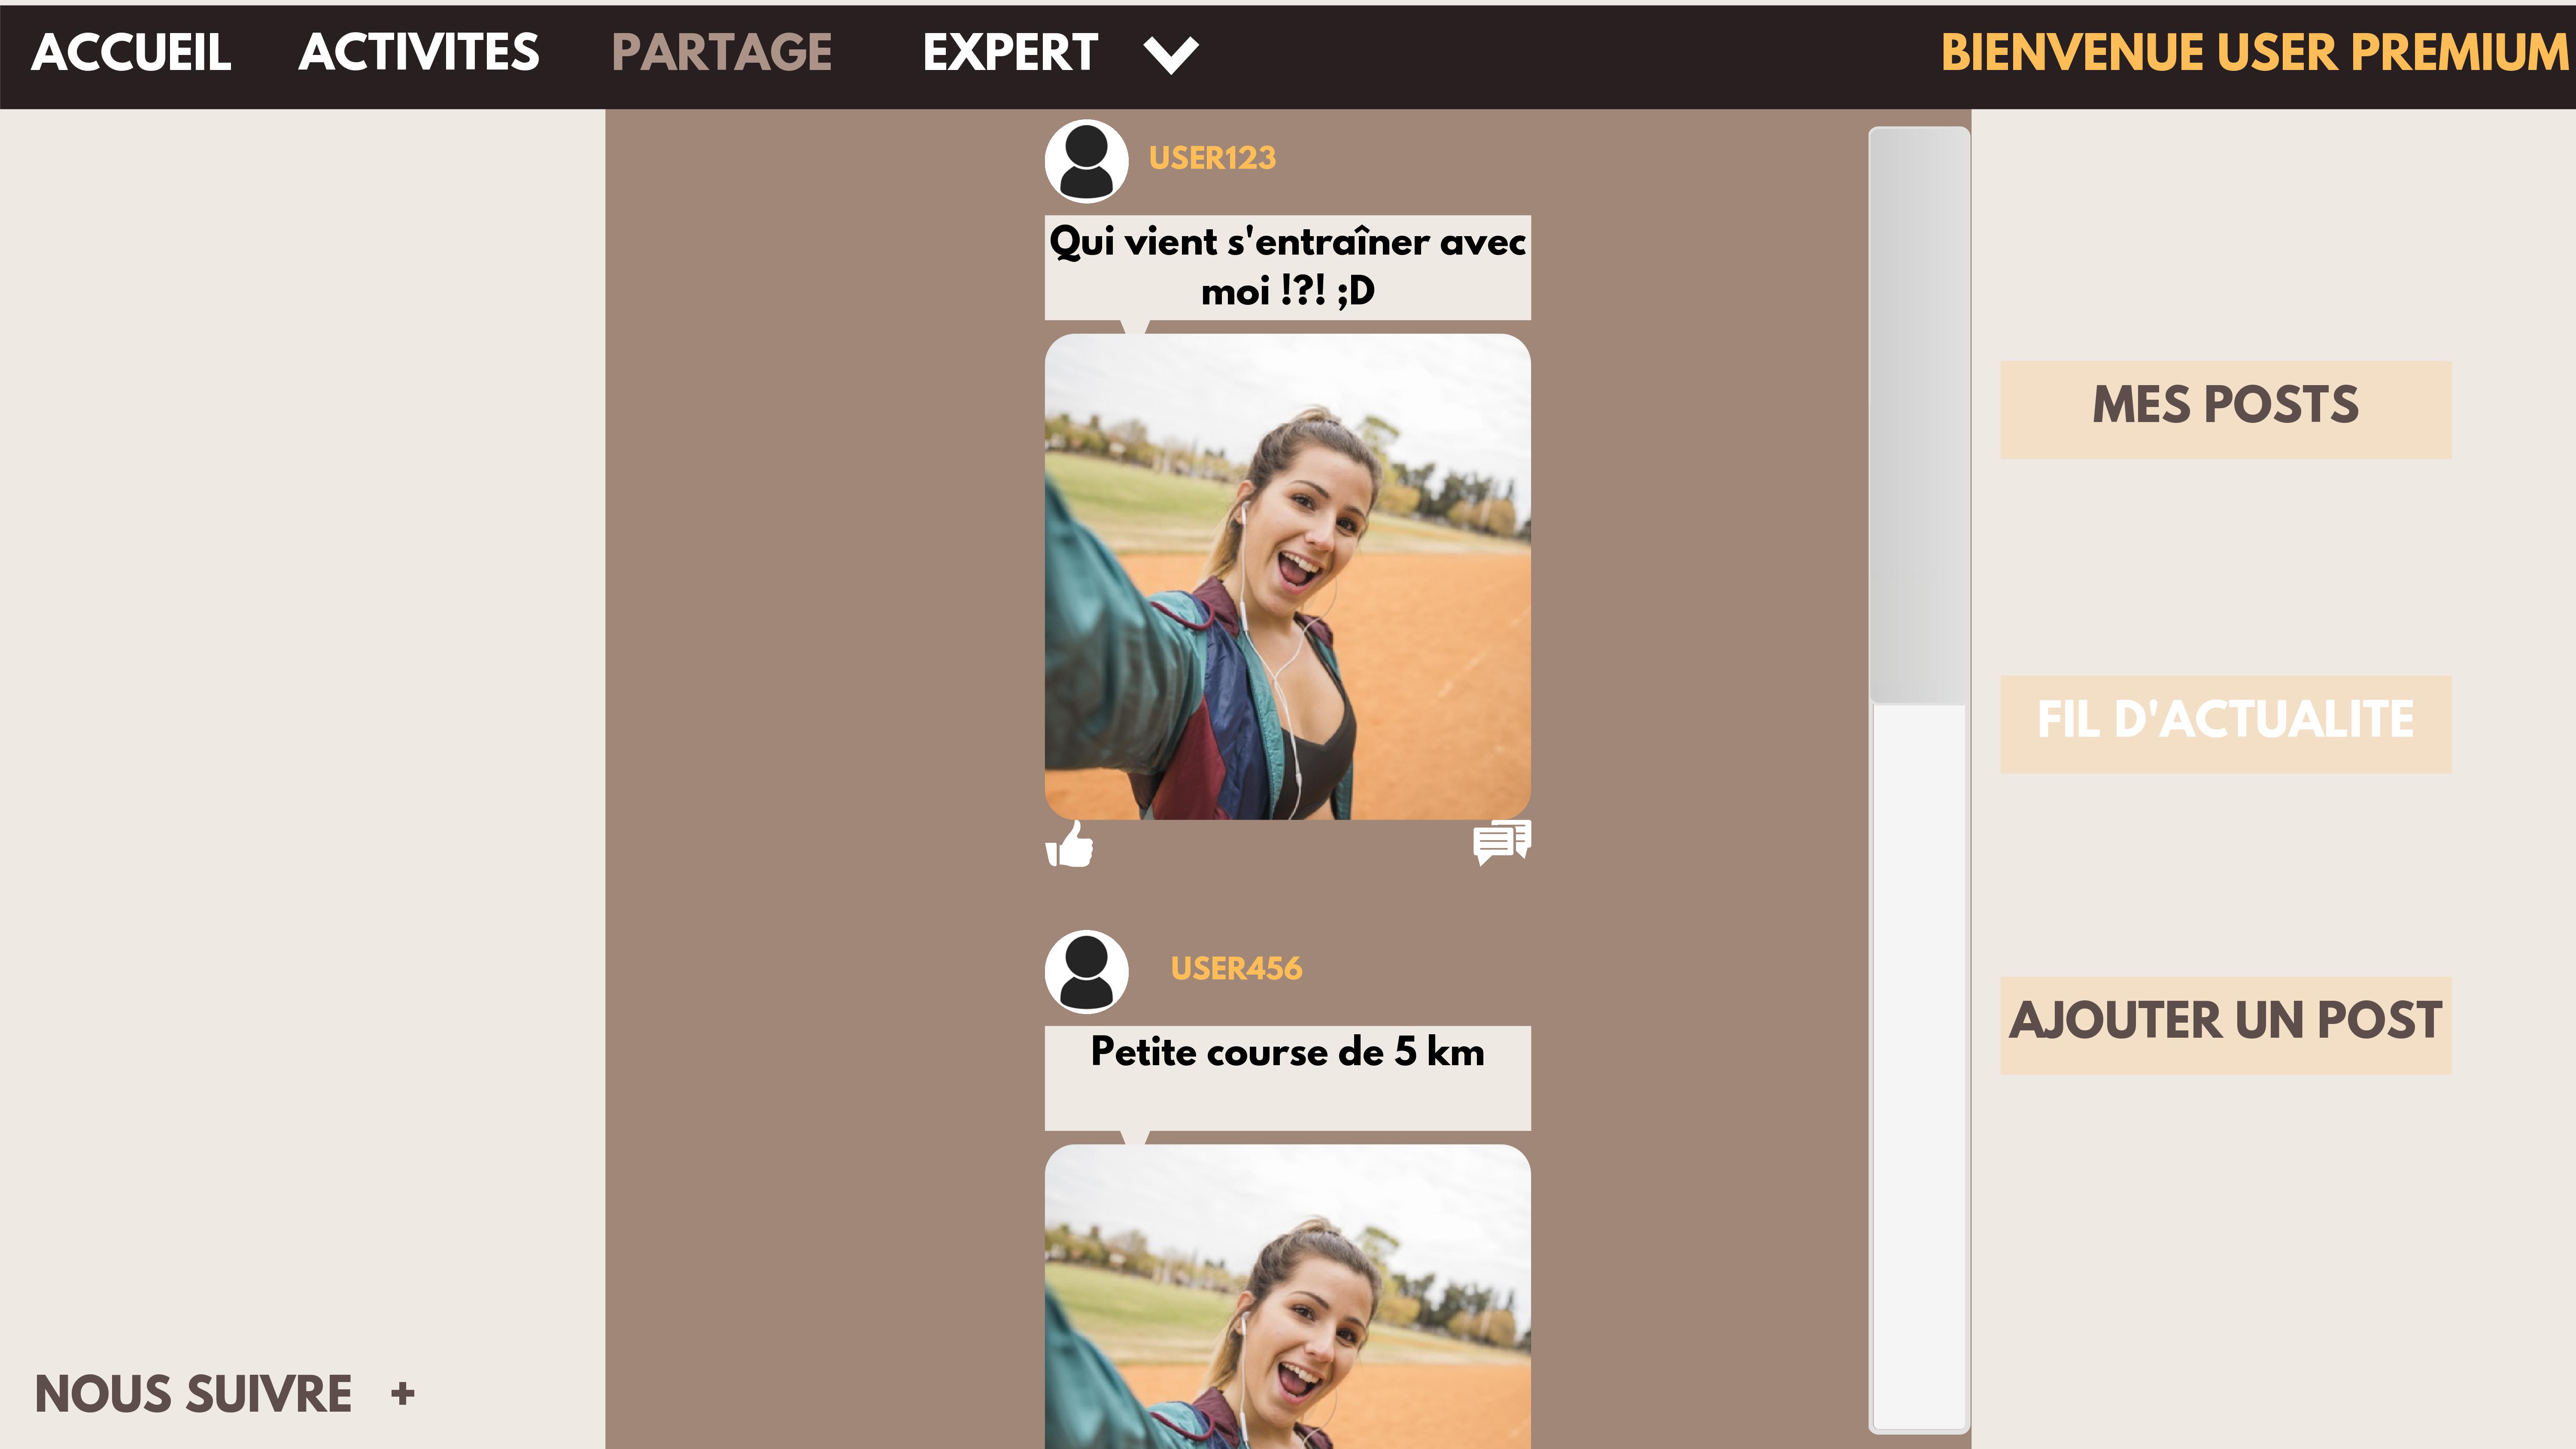 ACCUEIL ACTIVITES PARTAGE EXPERT BIENVENUE USER PREMIUM
USER123
Qui vient s'entraîner avec
moi !?! ;D
MES POSTS
FIL D'ACTUALITE
USER456
Petite course de 5 km
AJOUTER UN POST
NOUS SUIVRE +